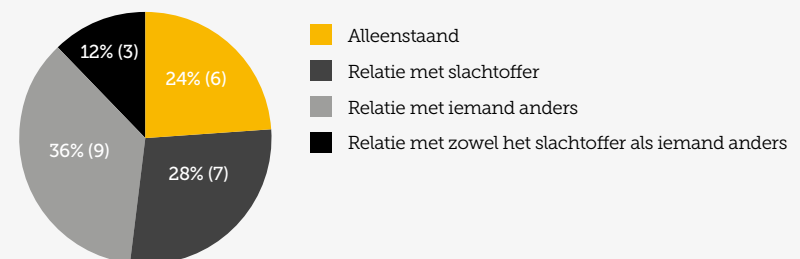 12% (3)
24% (6)
36% (9)
28% (7)
Alleenstaand
Relatie met slachtoffer
Relatie met iemand anders
Relatie met zowel het slachtoffer als iemand anders